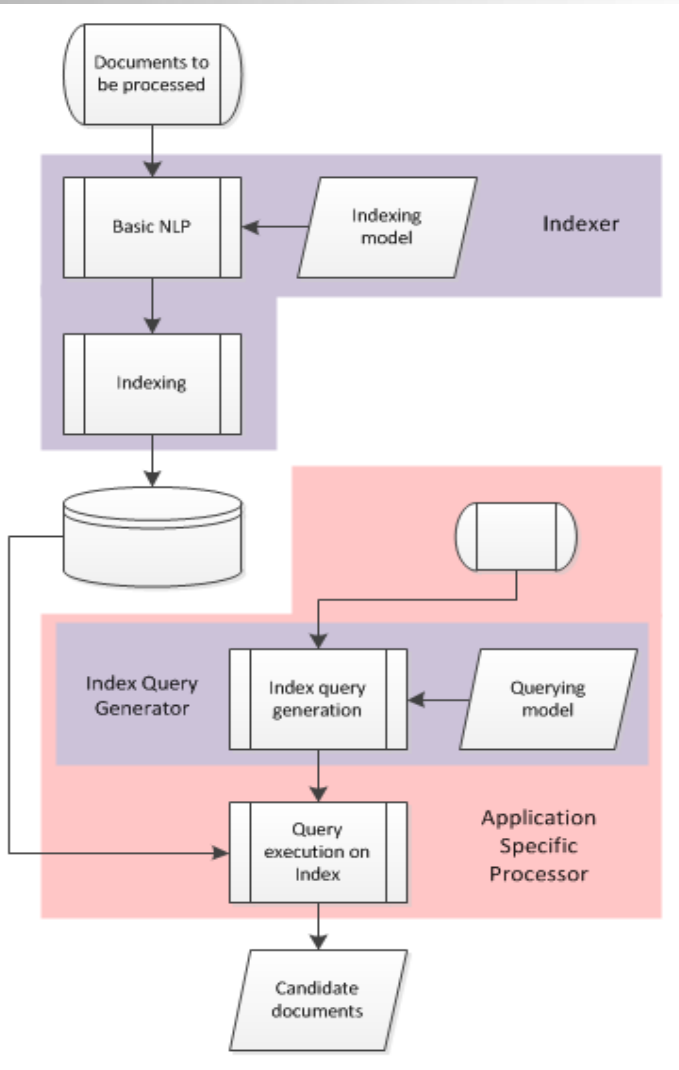 Documents to
be processed
Basic NLP
Indexing
model
Indexer
Indexing
Index Query
Generator
Index query
generation
Querying
model
Query
execution on
Index
Application
Specific
Processor
Candidate
documents